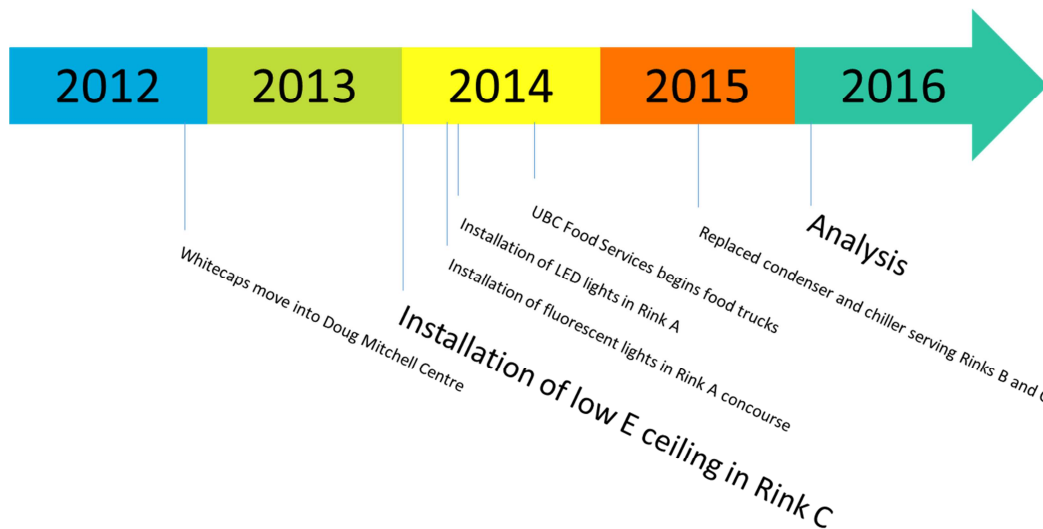 2012
2013
2014
2015
2016
Whitecaps move into Doug Mitchell Centre
Installation of low E ceiling in Rink C
Installation of fluorescent lights in Rink A concourse
Installation of LED lights in Rink A
UBC Food Services begins food trucks
Replaced condenser and chiller serving Rinks B and
Analysis